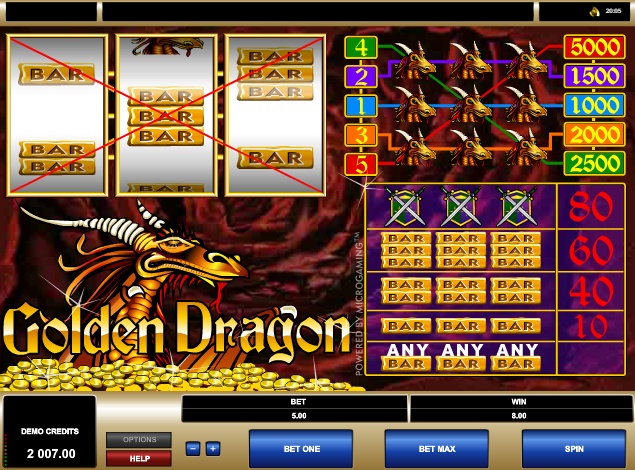 20:05
BAR
BAR
BAR
BAR
BAR
BAR
BAR
BAR
BAR
BAR
BAR
4
2
1
3
5
5000
1500
1000
2000
2500
80
BAR BAR BAR
BAR BAR BAR
BAR BAR BAR
60
BAR BAR BAR
BAR BAR BAR
40
BAR BAR BAR
10
ANY ANY ANY
BAR BAR BAR
POWERED BY MICROGAMING™
Golden Dragon
DEMO CREDITS
2 007.00
BET
5.00
WIN
8.00
OPTIONS
HELP
− +
BET ONE
BET MAX
SPIN